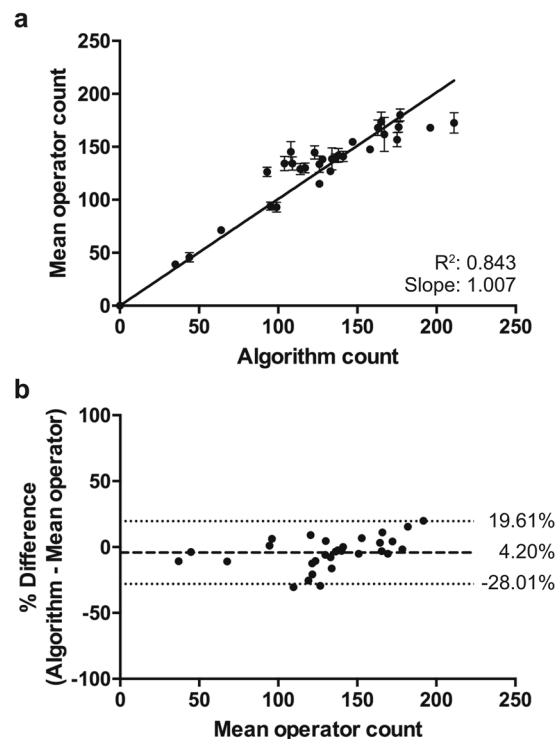 a
250
200
150
100
50
0
Mean operator count
R²: 0.843
Slope: 1.007
0 50 100 150 200 250
Algorithm count
b
100
50
0
-50
-100
% Difference
(Algorithm - Mean operator)
19.61%
4.20%
-28.01%
0 50 100 150 200 250
Mean operator count